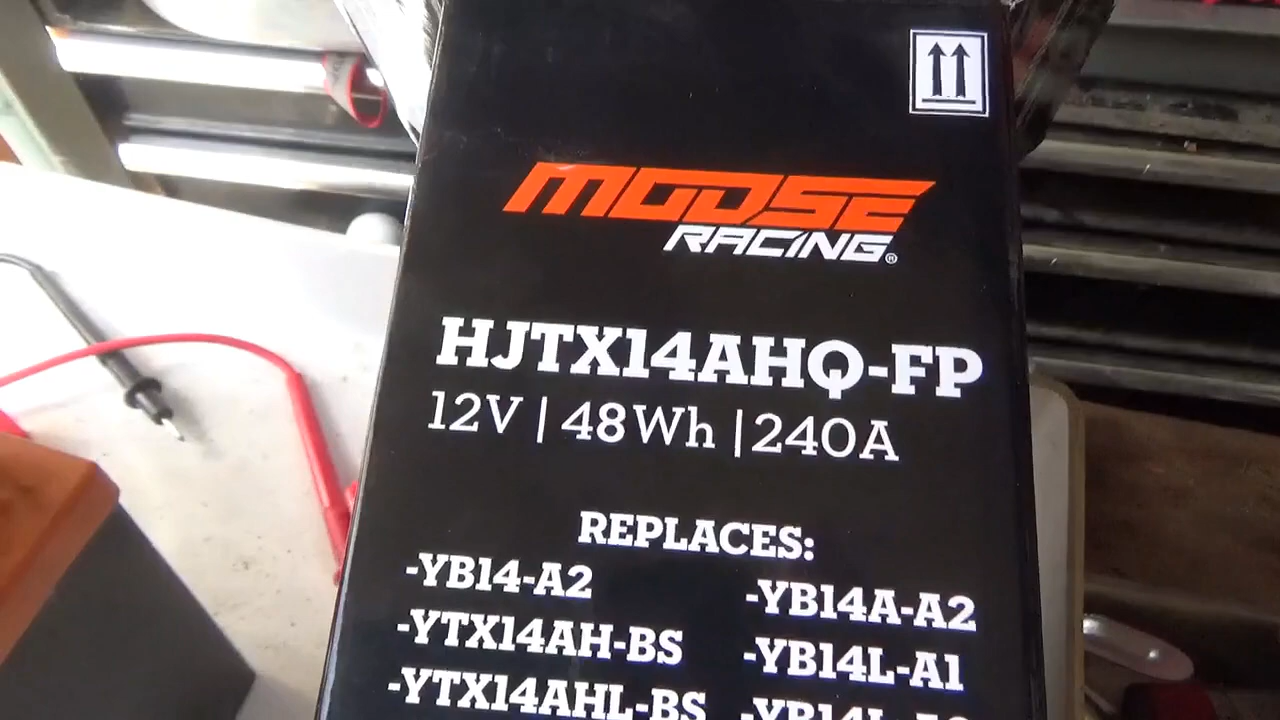 MOOSE
RACING®
HJTX14AHQ-FP
12V | 48Wh | 240A
REPLACES:
-YB14-A2 -YB14A-A2
-YTX14AH-BS -YB14L-A1
-YTX14AHL-BS